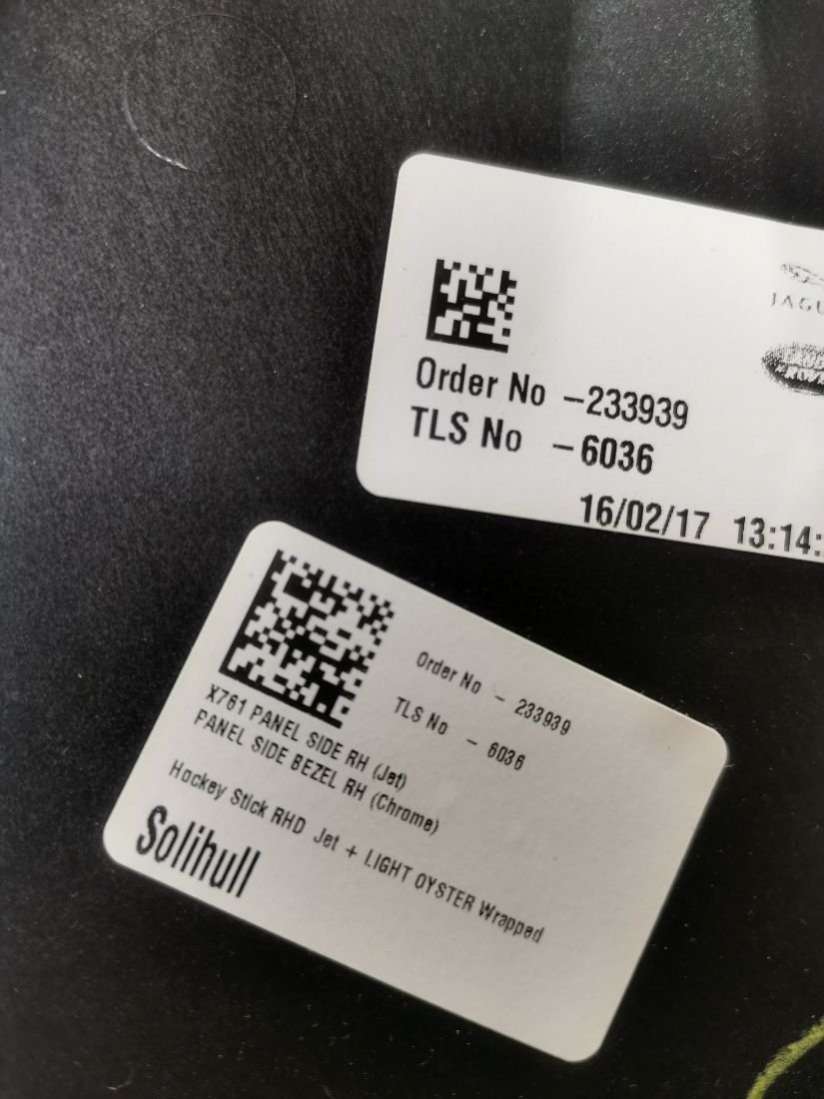 JAGU
Order No -233939
TLS No -6036
16/02/17 13:14:
Order No - 233939
TLS No - 6036
X761 PANEL SIDE RH (Jet)
PANEL SIDE BEZEL RH (Chrome)
Hockey Stick RHD Jet + LIGHT OYSTER Wrapped
Solihull